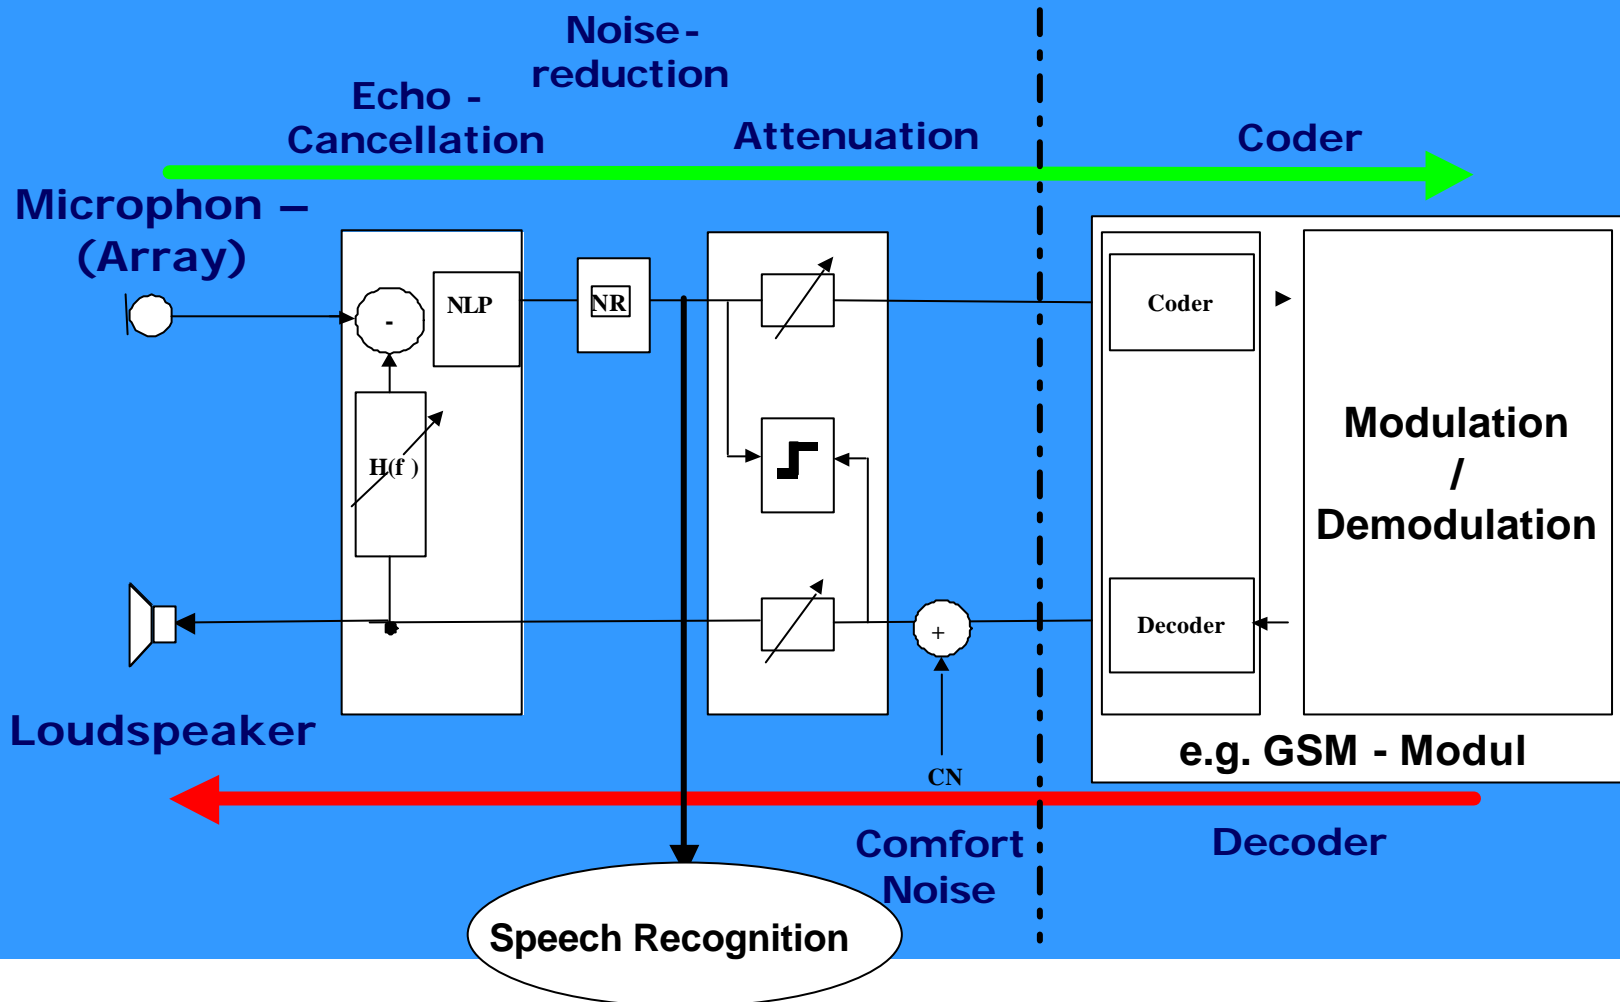 Noise-
reduction
Echo -
Cancellation
Attenuation
Coder
Microphon –
(Array)
NLP
NR
-
Coder
H(f )
Modulation
/
Demodulation
Decoder
+
Loudspeaker
e.g. GSM - Modul
CN
Comfort
Noise
Decoder
Speech Recognition